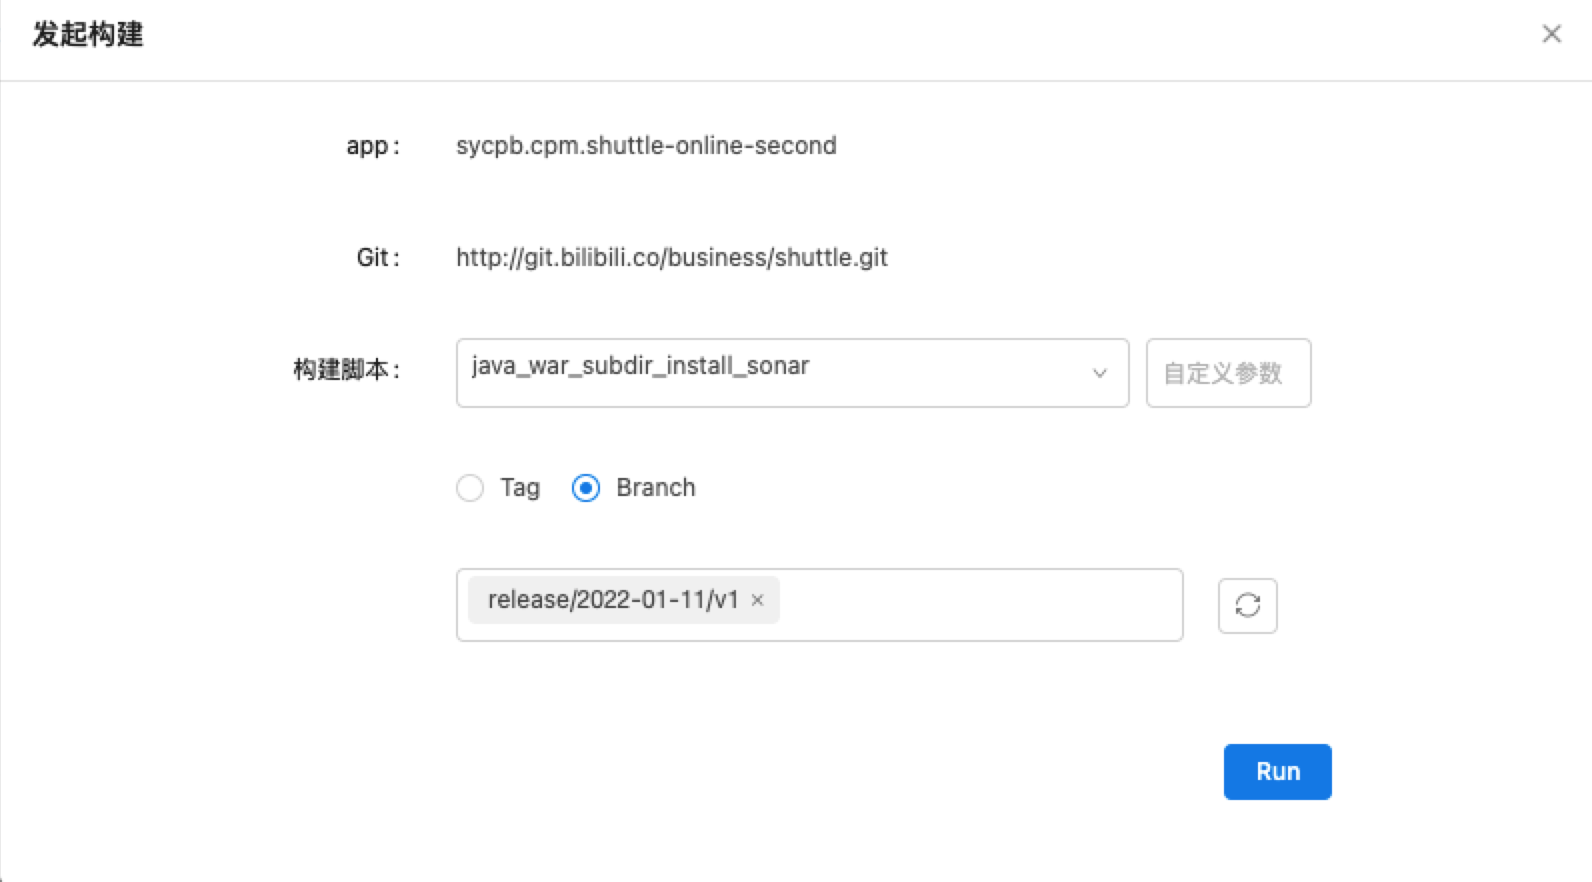 发起构建
app: sycpb.cpm.shuttle-online-second
Git: http://git.bilibili.co/business/shuttle.git
构建脚本: java_war_subdir_install_sonar 自定义参数
Tag Branch
release/2022-01-11/v1 ×
Run